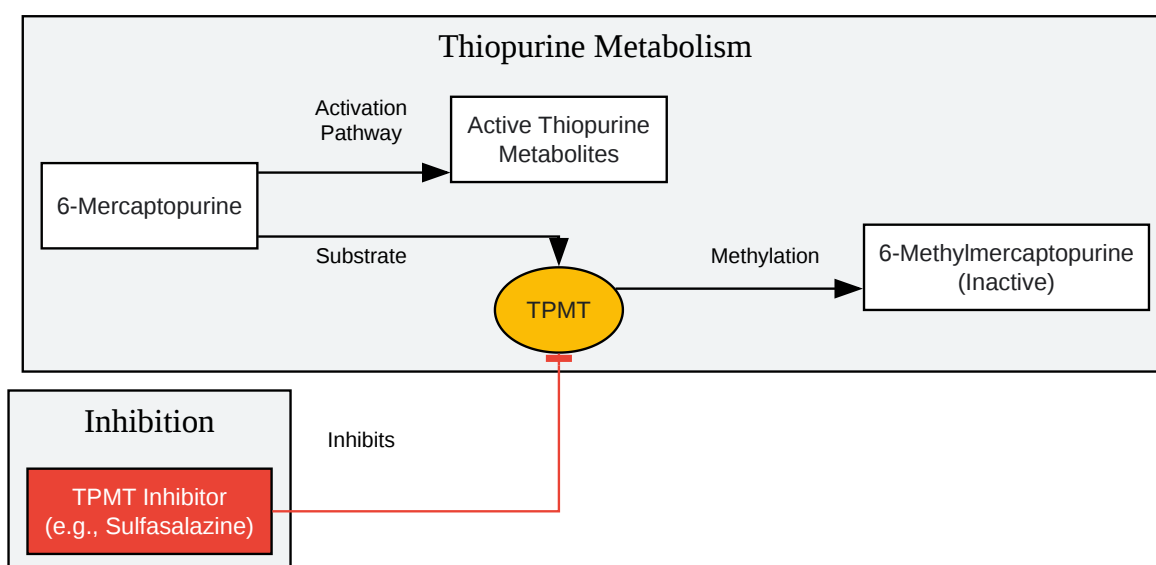 Thiopurine Metabolism
Activation
Pathway
Active Thiopurine
Metabolites
6-Mercaptopurine
Substrate
Methylation
6-Methylmercaptopurine
(Inactive)
TPMT
Inhibition
Inhibits
TPMT Inhibitor
(e.g., Sulfasalazine)